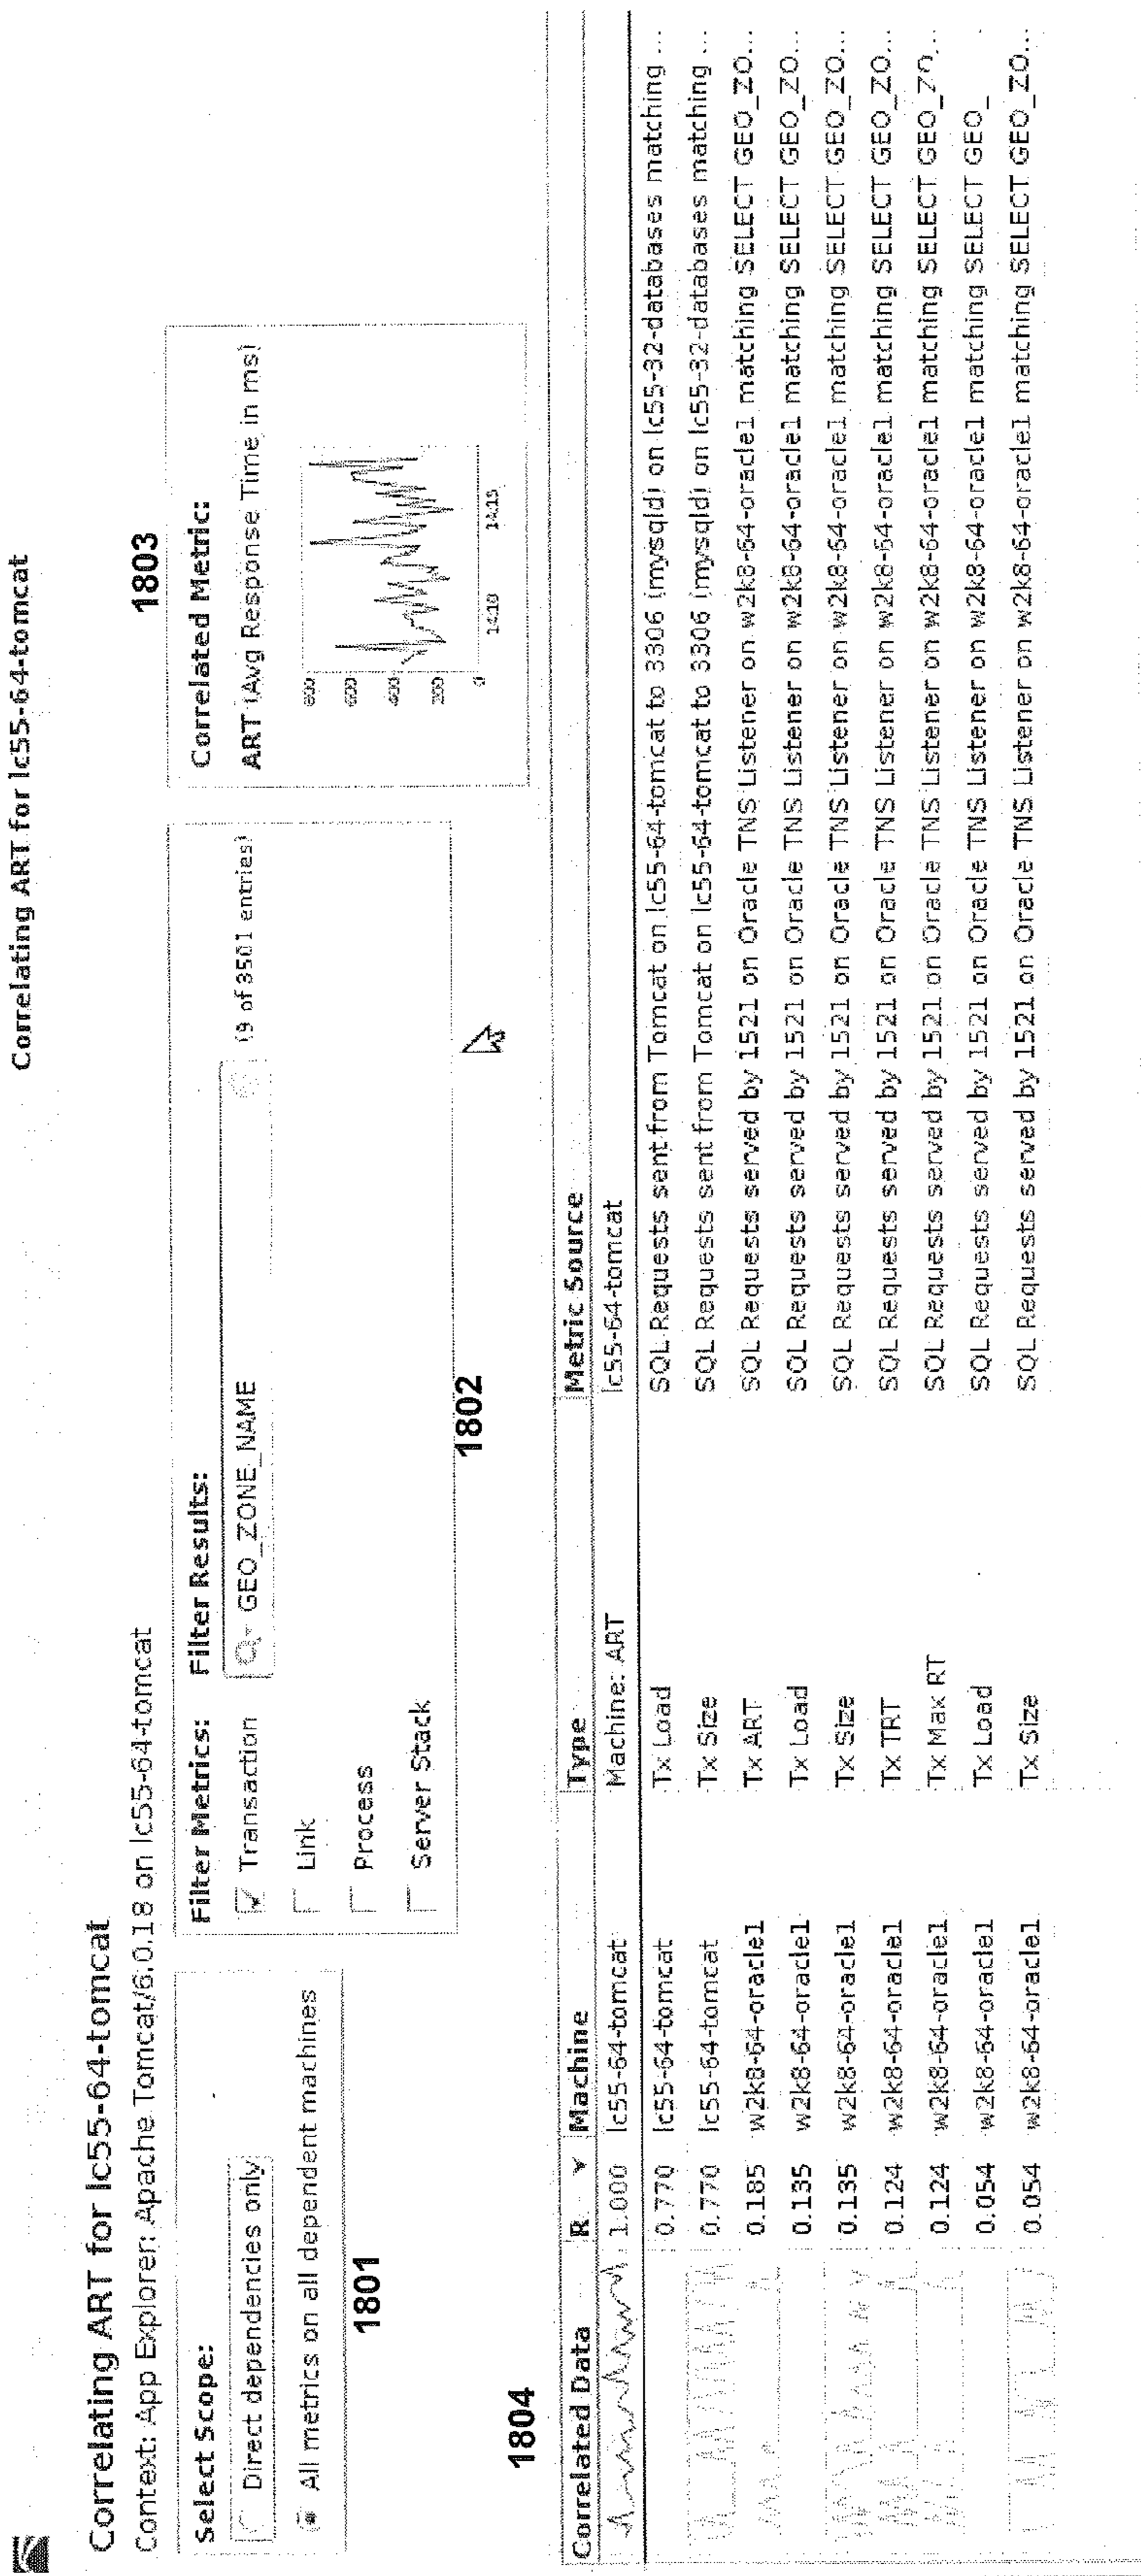 Correlating ART for lc55-64-tomcat
Correlating ART for lc55-64-tomcat
Context: App Explorer: Apache Tomcat/6.0.18 on lc55-64-tomcat
Select Scope:
Direct dependencies only
All metrics on all dependent machines
1801
Filter Metrics:
Transaction
Link
Process
Server Stack
Filter Results:
GEO_ZONE_NAME
(9 of 3501 entries)
1802
1803
Correlated Metric:
ART (Avg Response Time in ms)
800
600
400
200
0
14:10
14:15
1804
Correlated Data R Machine Type Metric Source
1.000 lc55-64-tomcat Machine: ART lc55-64-tomcat
0.770 lc55-64-tomcat Tx Load SQL Requests sent from Tomcat on lc55-64-tomcat to 3306 (mysqld) on lc55-32-databases matching ...
0.770 lc55-64-tomcat Tx Size SQL Requests sent from Tomcat on lc55-64-tomcat to 3306 (mysqld) on lc55-32-databases matching ...
0.185 w2k8-64-oracle1 Tx ART SQL Requests served by 1521 on Oracle TNS Listener on w2k8-64-oracle1 matching SELECT GEO_ZO...
0.135 w2k8-64-oracle1 Tx Load SQL Requests served by 1521 on Oracle TNS Listener on w2k8-64-oracle1 matching SELECT GEO_ZO...
0.135 w2k8-64-oracle1 Tx Size SQL Requests served by 1521 on Oracle TNS Listener on w2k8-64-oracle1 matching SELECT GEO_ZO...
0.124 w2k8-64-oracle1 Tx TRT SQL Requests served by 1521 on Oracle TNS Listener on w2k8-64-oracle1 matching SELECT GEO_ZO...
0.124 w2k8-64-oracle1 Tx Max RT SQL Requests served by 1521 on Oracle TNS Listener on w2k8-64-oracle1 matching SELECT GEO_ZO...
0.054 w2k8-64-oracle1 Tx Load SQL Requests served by 1521 on Oracle TNS Listener on w2k8-64-oracle1 matching SELECT GEO_
0.054 w2k8-64-oracle1 Tx Size SQL Requests served by 1521 on Oracle TNS Listener on w2k8-64-oracle1 matching SELECT GEO_ZO...